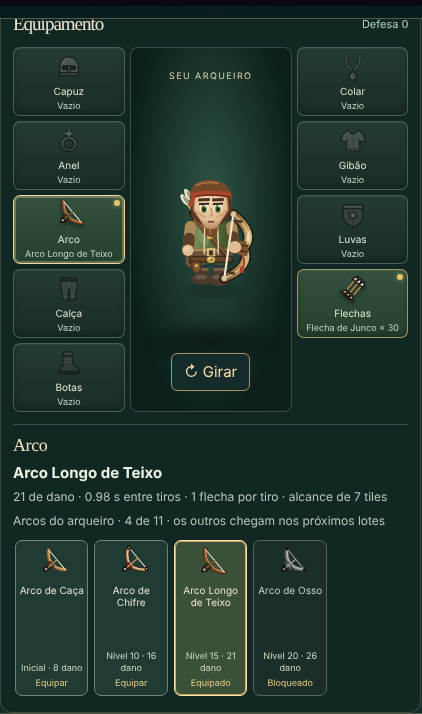 Equipamento
Defesa 0
Capuz
Vazio
SEU ARQUEIRO
Colar
Vazio
Anel
Vazio
Gibão
Vazio
Arco
Arco Longo de Teixo
Luvas
Vazio
Calça
Vazio
Flechas
Flecha de Junco × 30
Botas
Vazio
↻ Girar
Arco
Arco Longo de Teixo
21 de dano · 0.98 s entre tiros · 1 flecha por tiro · alcance de 7 tiles
Arcos do arqueiro · 4 de 11 · os outros chegam nos próximos lotes
Arco de Caça
Inicial · 8 dano
Equipar
Arco de
Chifre
Nível 10 · 16
dano
Equipar
Arco Longo
de Teixo
Nível 15 · 21
dano
Equipado
Arco de Osso
Nível 20 · 26
dano
Bloqueado